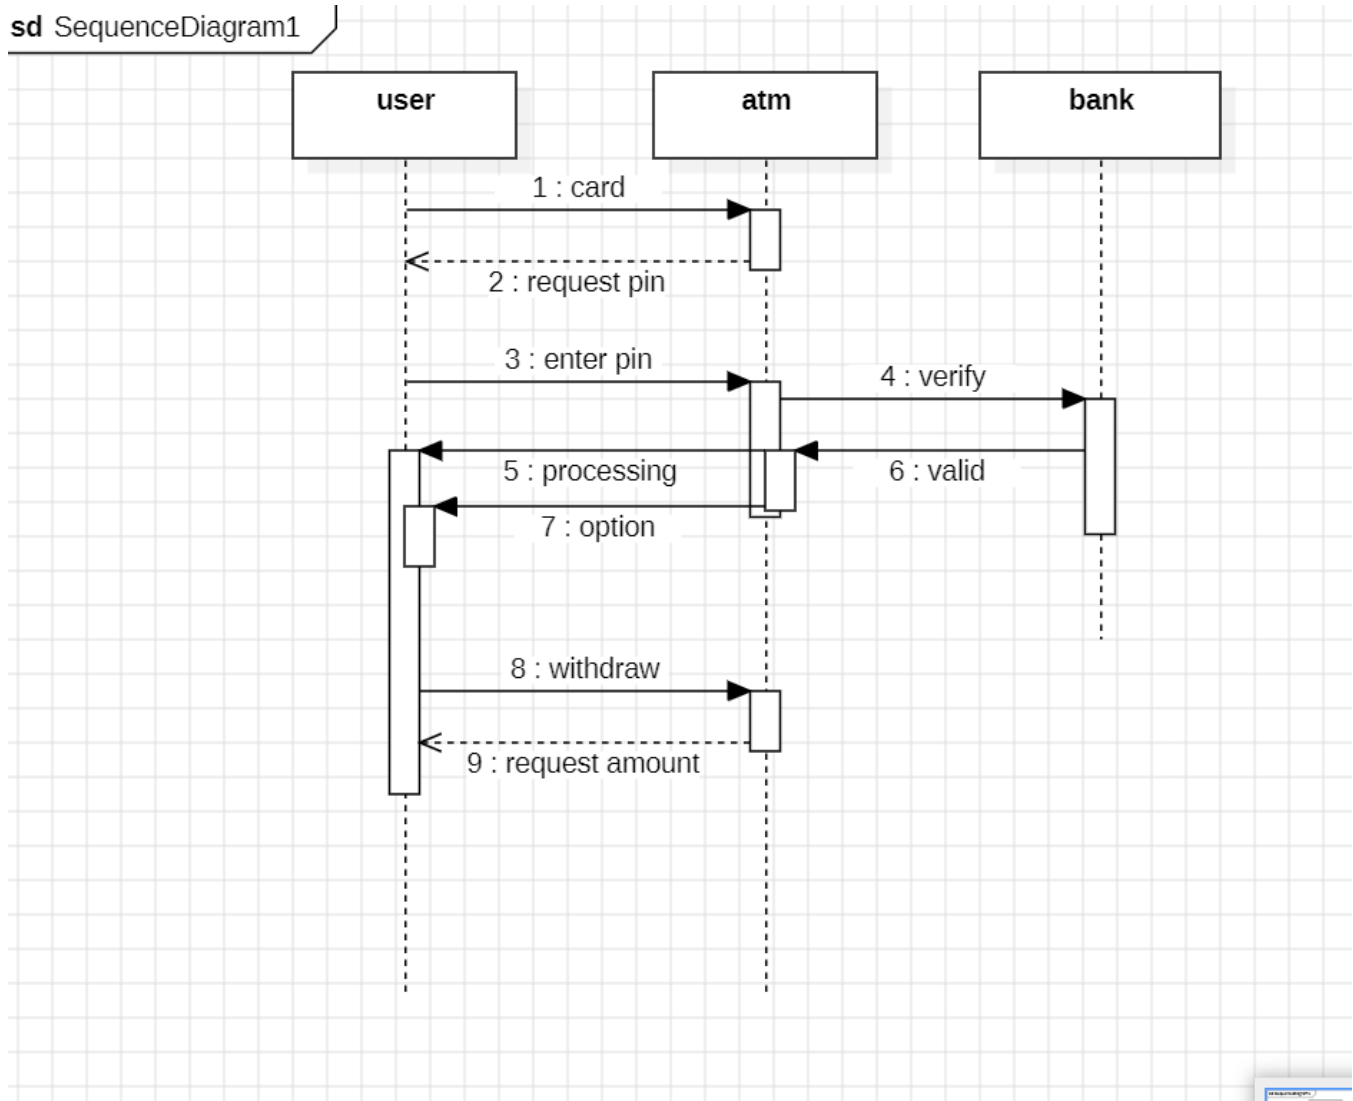 sd SequenceDiagram1
user
atm
bank
1 : card
2 : request pin
3 : enter pin
4 : verify
5 : processing
6 : valid
7 : option
8 : withdraw
9 : request amount